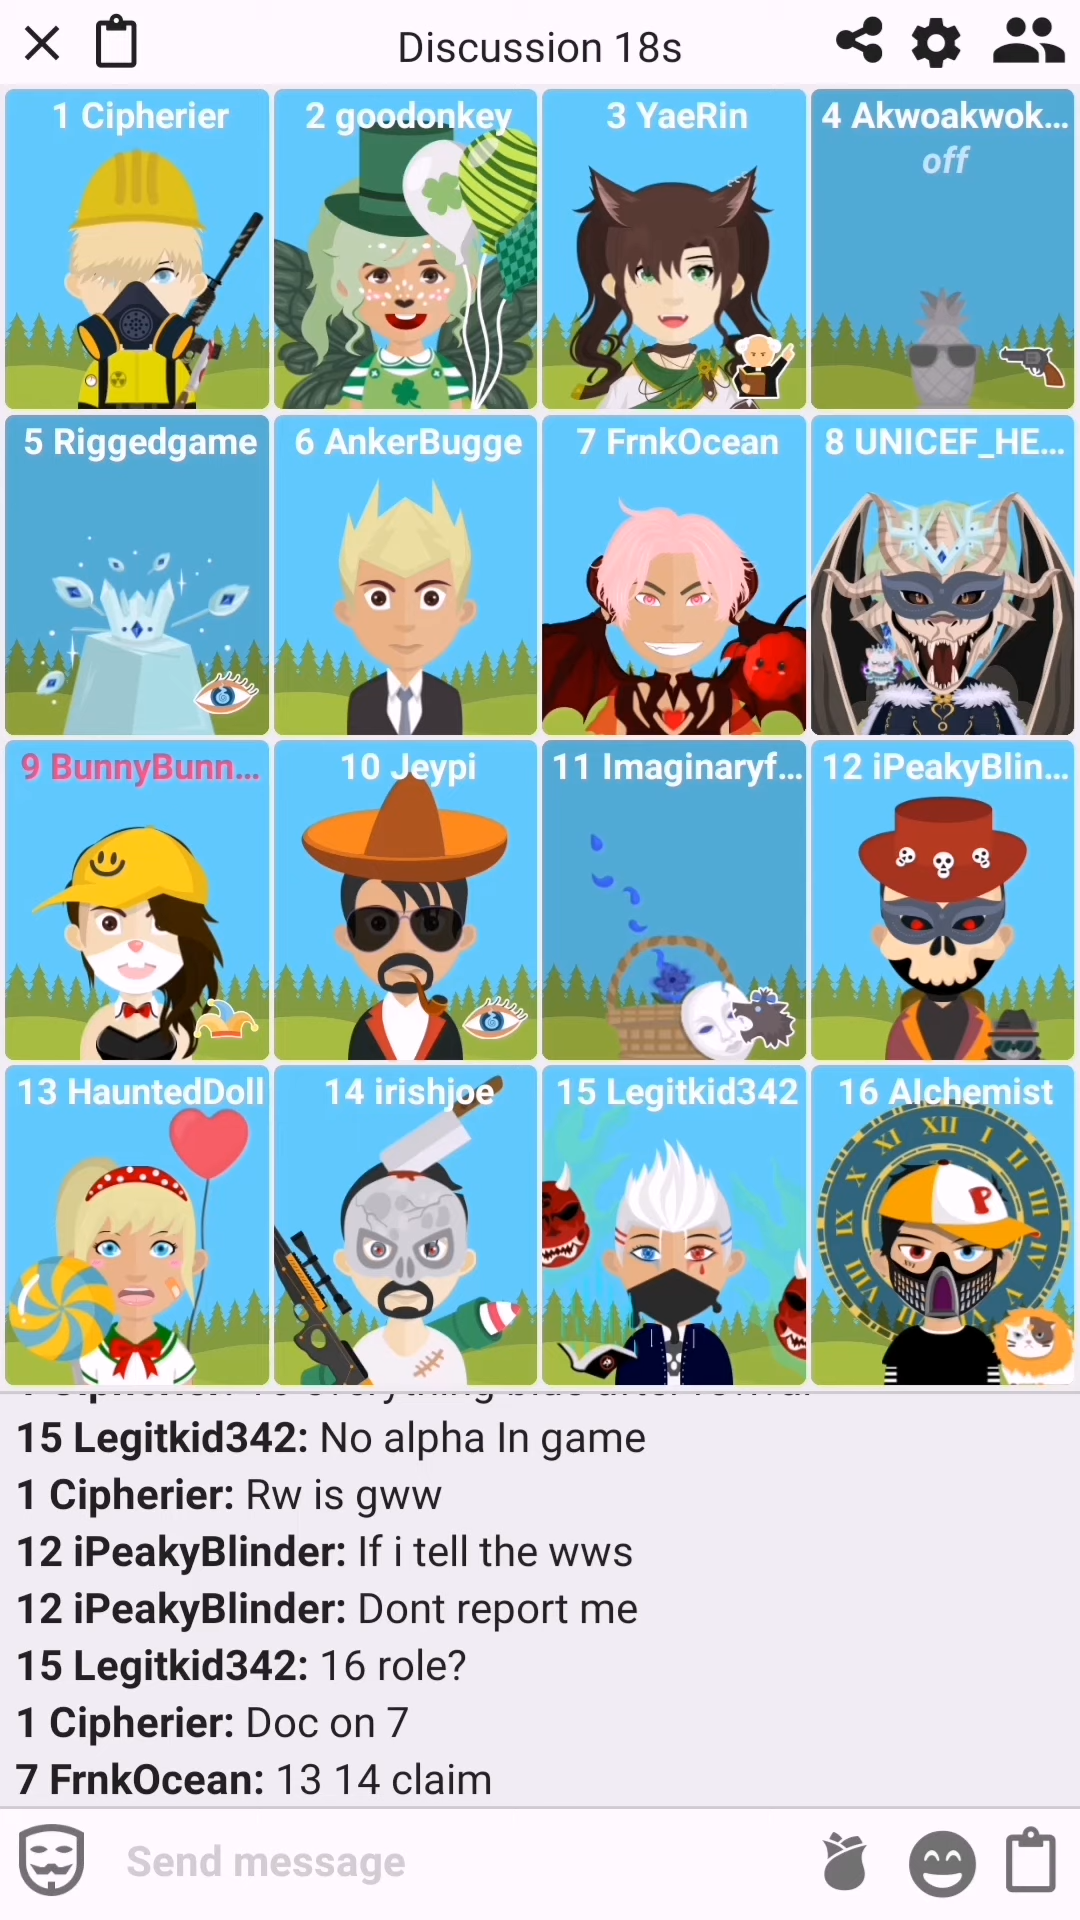 Discussion 18s
1 Cipherier
2 goodonkey
3 YaeRin
4 Akwoakwok...
off
5 Riggedgame
6 AnkerBugge
7 FrnkOcean
8 UNICEF_HE...
9 BunnyBunn...
10 Jeypi
11 Imaginaryf...
12 iPeakyBlin...
13 HauntedDoll
14 irishjoe
15 Legitkid342
16 Alchemist
15 Legitkid342: No alpha In game
1 Cipherier: Rw is gww
12 iPeakyBlinder: If i tell the wws
12 iPeakyBlinder: Dont report me
15 Legitkid342: 16 role?
1 Cipherier: Doc on 7
7 FrnkOcean: 13 14 claim
Send message